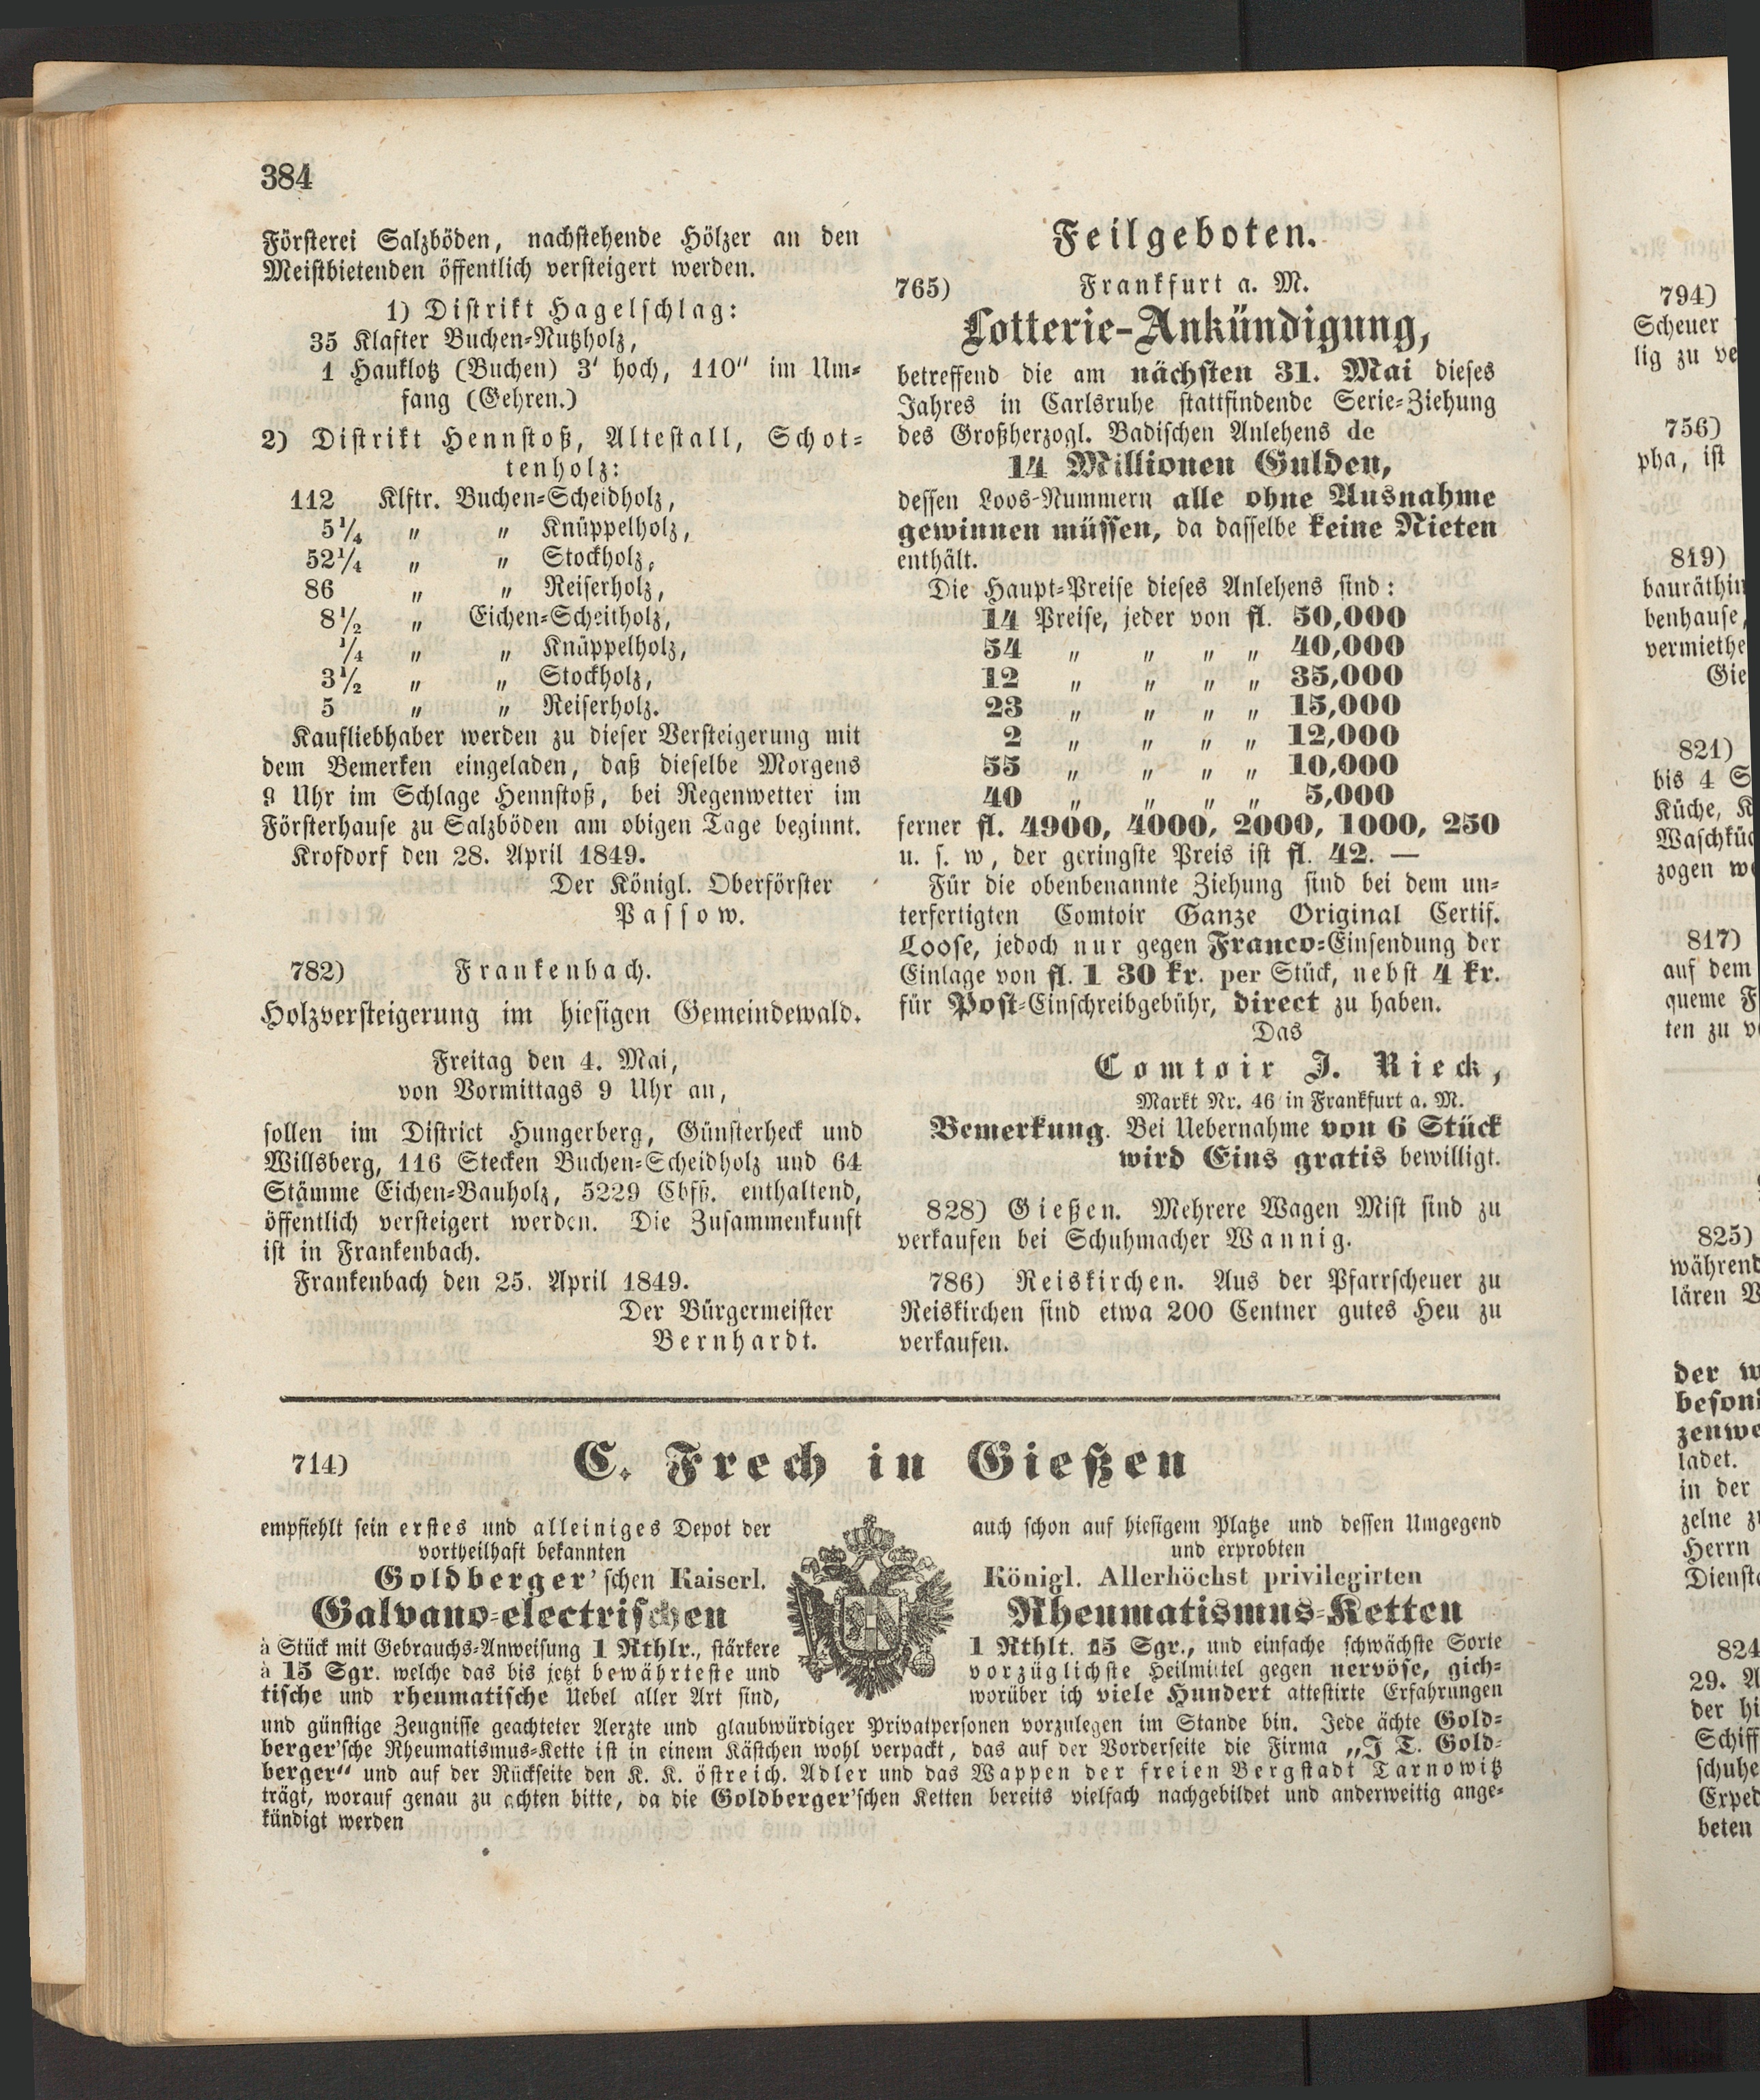 384
Försterei Salzböden, nachstehende Hölzer an den
Meistbietenden öffentlich versteigert werden.
1) Distrikt Hagelschlag:
35 Klafter Buchen-Nutzholz,
1 Hauklotz (Buchen) 3' hoch, 110" im Um-
fang (Gehren.)
2) Distrikt Hennstoß, Altestall, Schot-
tenholz:
112 Klftr. Buchen-Scheidholz,
5¼ " " Knüppelholz,
52¼ " " Stockholz,
86 " " Reiserholz,
8½ " Eichen-Scheitholz,
¼ " " Knüppelholz,
3½ " " Stockholz,
5 " " Reiserholz.
Kaufliebhaber werden zu dieser Versteigerung mit
dem Bemerken eingeladen, daß dieselbe Morgens
9 Uhr im Schlage Hennstoß, bei Regenwetter im
Försterhause zu Salzböden am obigen Tage beginnt.
Krofdorf den 28. April 1849.
Der Königl. Oberförster
Passow.
782) Frankenbach.
Holzversteigerung im hiesigen Gemeindewald.
Freitag den 4. Mai,
von Vormittags 9 Uhr an,
sollen im District Hungerberg, Günsterheck und
Willsberg, 116 Stecken Buchen-Scheidholz und 64
Stämme Eichen-Bauholz, 5229 Cbfß. enthaltend,
öffentlich versteigert werden. Die Zusammenkunft
ist in Frankenbach.
Frankenbach den 25. April 1849.
Der Bürgermeister
Bernhardt.
Feilgeboten.
765) Frankfurt a. M.
Lotterie-Ankündigung,
betreffend die am nächsten 31. Mai dieses
Jahres in Carlsruhe stattfindende Serie-Ziehung
des Großherzogl. Badischen Anlehens de
14 Millionen Gulden,
dessen Loos-Nummern alle ohne Ausnahme
gewinnen müssen, da dasselbe keine Nieten
enthält.
Die Haupt-Preise dieses Anlehens sind:
14 Preise, jeder von fl. 50,000
54 " " " " 40,000
12 " " " " 35,000
23 " " " " 15,000
2 " " " " 12,000
55 " " " " 10,000
40 " " " " 5,000
ferner fl. 4900, 4000, 2000, 1000, 250
u. s. w, der geringste Preis ist fl. 42. —
Für die obenbenannte Ziehung sind bei dem un-
terfertigten Comtoir Ganze Original Certif.
Loose, jedoch nur gegen Franco-Einsendung der
Einlage von fl. 1 30 kr. per Stück, nebst 4 kr.
für Post-Einschreibgebühr, direct zu haben.
Das
Comtoir J. Rieck,
Markt Nr. 46 in Frankfurt a. M.
Bemerkung. Bei Uebernahme von 6 Stück
wird Eins gratis bewilligt.
828) Gießen. Mehrere Wagen Mist sind zu
verkaufen bei Schuhmacher Wannig.
786) Reiskirchen. Aus der Pfarrscheuer zu
Reiskirchen sind etwa 200 Centner gutes Heu zu
verkaufen.
714) C. Frech in Gießen
empfiehlt sein erstes und alleiniges Depot der auch schon auf hiesigem Platze und dessen Umgegend
vortheilhaft bekannten und erprobten
Goldberger'schen Kaiserl. Königl. Allerhöchst privilegirten
Galvano-electrischen Rheumatismus-Ketten
à Stück mit Gebrauchs-Anweisung 1 Rthlr., stärkere 1 Rthlt. 15 Sgr., und einfache schwächste Sorte
à 15 Sgr. welche das bis jetzt bewährteste und vorzüglichste Heilmittel gegen nervöse, gich-
tische und rheumatische Uebel aller Art sind, worüber ich viele Hundert attestirte Erfahrungen
und günstige Zeugnisse geachteter Aerzte und glaubwürdiger Privatpersonen vorzulegen im Stande bin. Jede ächte Gold-
berger'sche Rheumatismus-Kette ist in einem Kästchen wohl verpackt, das auf der Vorderseite die Firma „J T. Gold-
berger" und auf der Rückseite den K. K. östreich. Adler und das Wappen der freien Bergstadt Tarnowitz
trägt, worauf genau zu achten bitte, da die Goldberger'schen Ketten bereits vielfach nachgebildet und anderweitig ange-
kündigt werden
794)
Scheuer
lig zu
756)
pha, ist
819)
benhause,
Gie
821)
bis 4
Küche,
zogen
817)
auf dem
queme
ten zu
825)
während
lären
der
ladet.
in der
zelne
Herrn
824
29.
der
beten